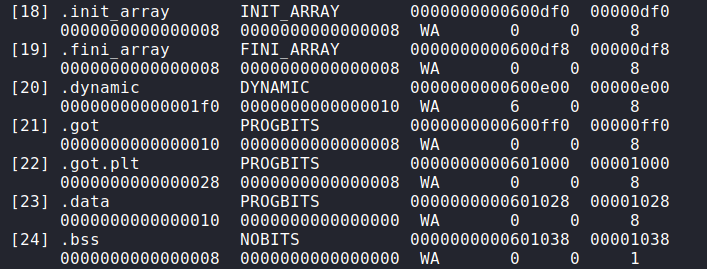 [18] .init_array       INIT_ARRAY       0000000000600df0  00000df0
     0000000000000008  0000000000000008  WA       0     0     8
[19] .fini_array       FINI_ARRAY       0000000000600df8  00000df8
     0000000000000008  0000000000000008  WA       0     0     8
[20] .dynamic          DYNAMIC          0000000000600e00  00000e00
     00000000000001f0  0000000000000010  WA       6     0     8
[21] .got              PROGBITS         0000000000600ff0  00000ff0
     0000000000000010  0000000000000008  WA       0     0     8
[22] .got.plt          PROGBITS         0000000000601000  00001000
     0000000000000028  0000000000000008  WA       0     0     8
[23] .data             PROGBITS         0000000000601028  00001028
     0000000000000010  0000000000000000  WA       0     0     8
[24] .bss              NOBITS           0000000000601038  00001038
     0000000000000008  0000000000000000  WA       0     0     1